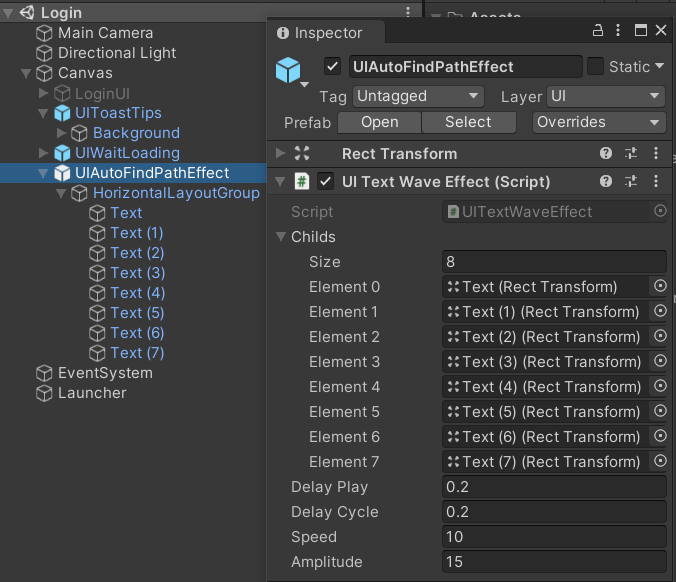 Login
Main Camera
Directional Light
Canvas
LoginUI
UIToastTips
Background
UIWaitLoading
UIAutoFindPathEffect
HorizontalLayoutGroup
Text
Text (1)
Text (2)
Text (3)
Text (4)
Text (5)
Text (6)
Text (7)
EventSystem
Launcher
Assets
Inspector
UIAutoFindPathEffect Static
Tag Untagged Layer UI
Prefab Open Select Overrides
Rect Transform
# UI Text Wave Effect (Script)
Script # UITextWaveEffect
Childs
Size 8
Element 0 Text (Rect Transform)
Element 1 Text (1) (Rect Transform)
Element 2 Text (2) (Rect Transform)
Element 3 Text (3) (Rect Transform)
Element 4 Text (4) (Rect Transform)
Element 5 Text (5) (Rect Transform)
Element 6 Text (6) (Rect Transform)
Element 7 Text (7) (Rect Transform)
Delay Play 0.2
Delay Cycle 0.2
Speed 10
Amplitude 15